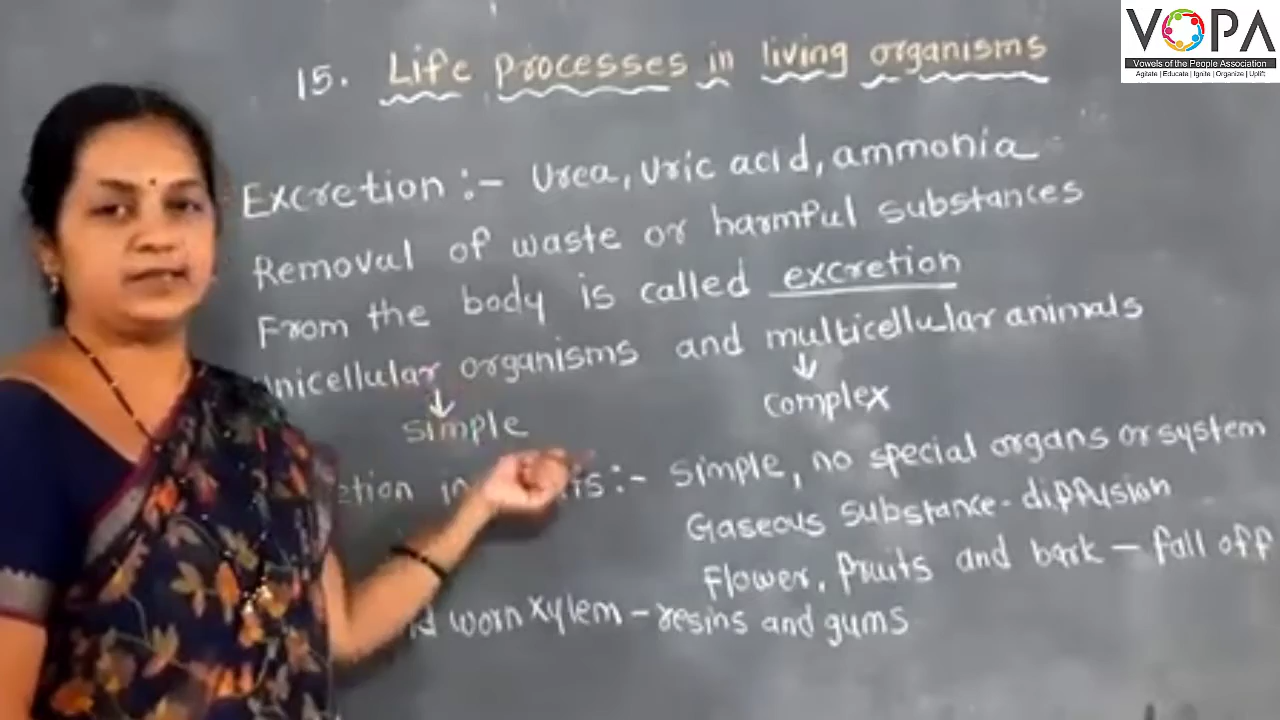 VOPA
Vowels of the People Association
Agitate | Educate | Ignite | Organize | Uplift
15. Life processes in living organisms
Excretion :- Urea, Uric acid, ammonia
Removal of waste or harmful substances
From the body is called excretion
Unicellular organisms and multicellular animals
simple complex
etion in ts :- simple, no special organs or system
Gaseous substance - diffusion
Flower, fruits and bark - fall off
worn xylem - resins and gums